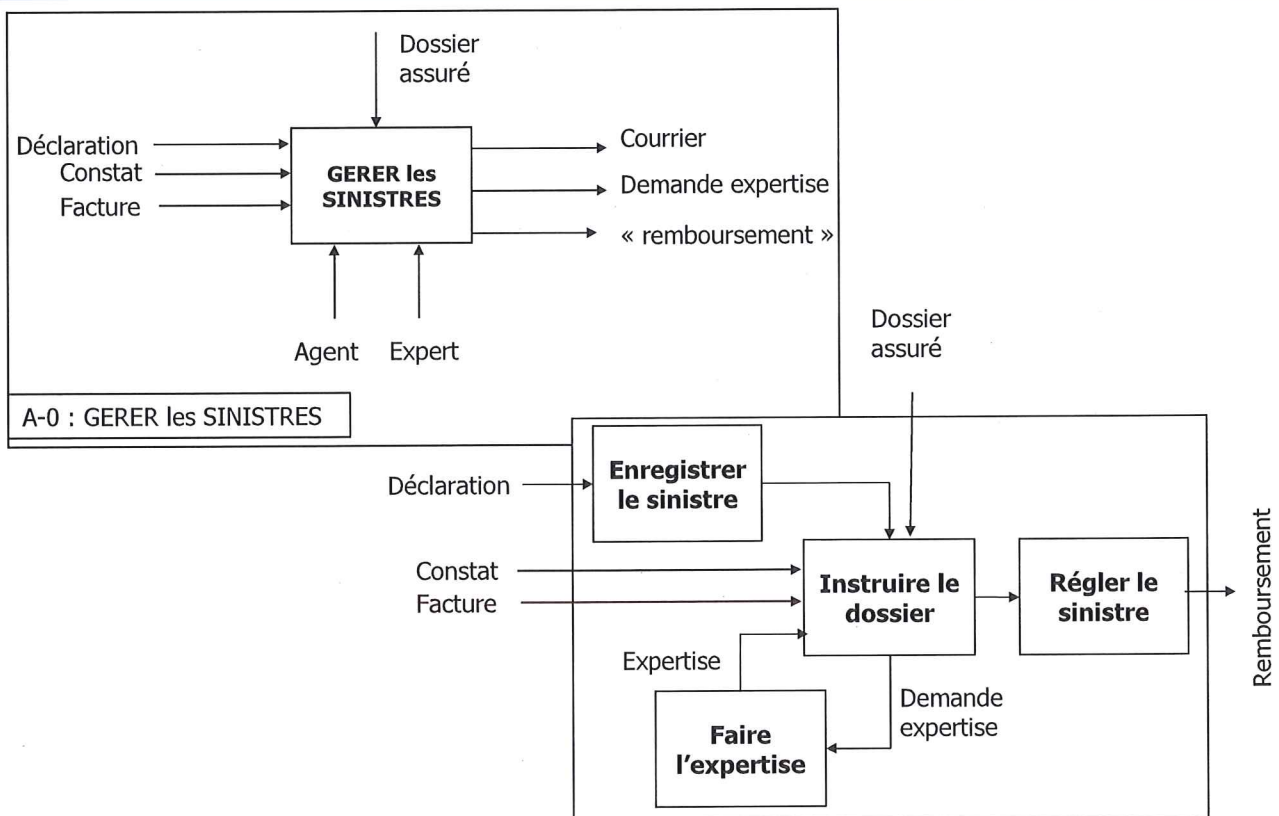 Dossier
assuré
Déclaration
Constat
Facture
GERER les
SINISTRES
Courrier
Demande expertise
« remboursement »
Agent
Expert
A-0 : GERER les SINISTRES
Dossier
assuré
Déclaration
Enregistrer
le sinistre
Constat
Facture
Instruire le
dossier
Régler le
sinistre
Remboursement
Expertise
Demande
expertise
Faire
l'expertise